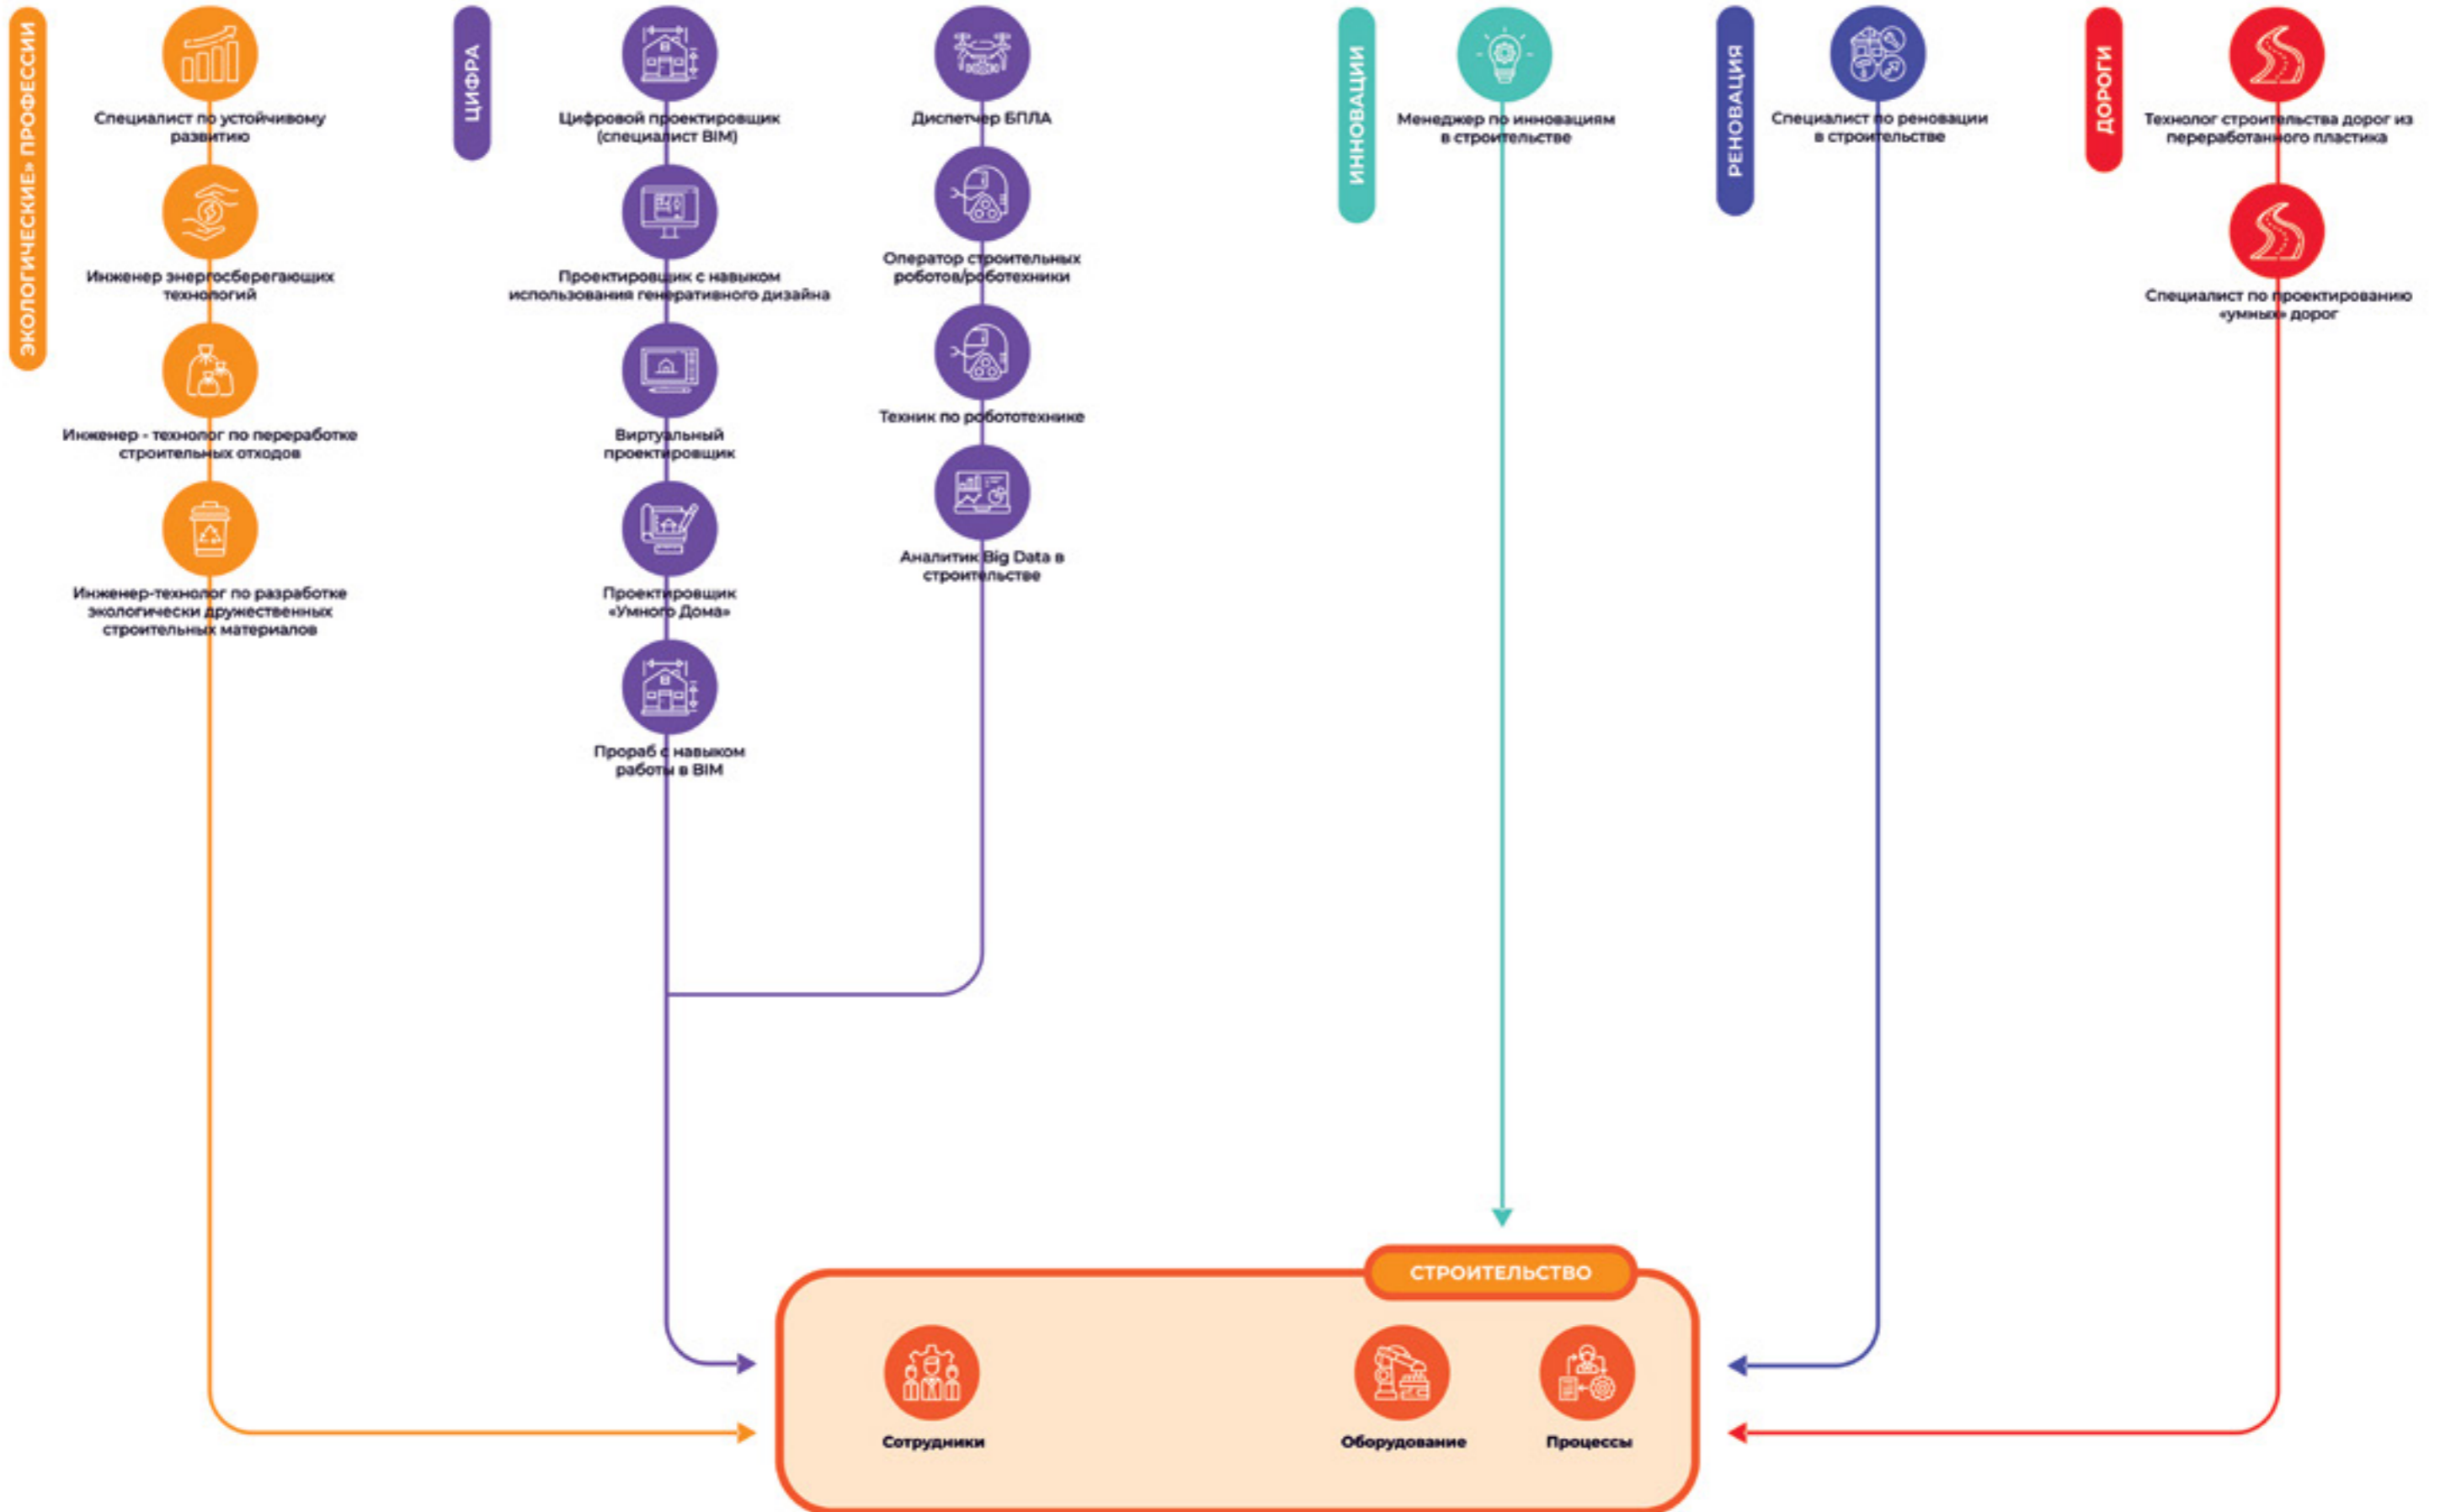 ЭКОЛОГИЧЕСКИЕ» ПРОФЕССИИ
Специалист по устойчивому
развитию
Инженер энергосберегающих
технологий
Инженер - технолог по переработке
строительных отходов
Инженер-технолог по разработке
экологически дружественных
строительных материалов
ЦИФРА
Цифровой проектировщик
(специалист BIM)
Проектировщик с навыком
использования генеративного дизайна
Виртуальный
проектировщик
Проектировщик
«Умного Дома»
Прораб с навыком
работы в BIM
Диспетчер БПЛА
Оператор строительных
роботов/роботехники
Техник по робототехнике
Аналитик Big Data в
строительстве
ИННОВАЦИИ
Менеджер по инновациям
в строительстве
РЕНОВАЦИЯ
Специалист по реновации
в строительстве
ДОРОГИ
Технолог строительства дорог из
переработанного пластика
Специалист по проектированию
«умных» дорог
СТРОИТЕЛЬСТВО
Сотрудники
Оборудование
Процессы